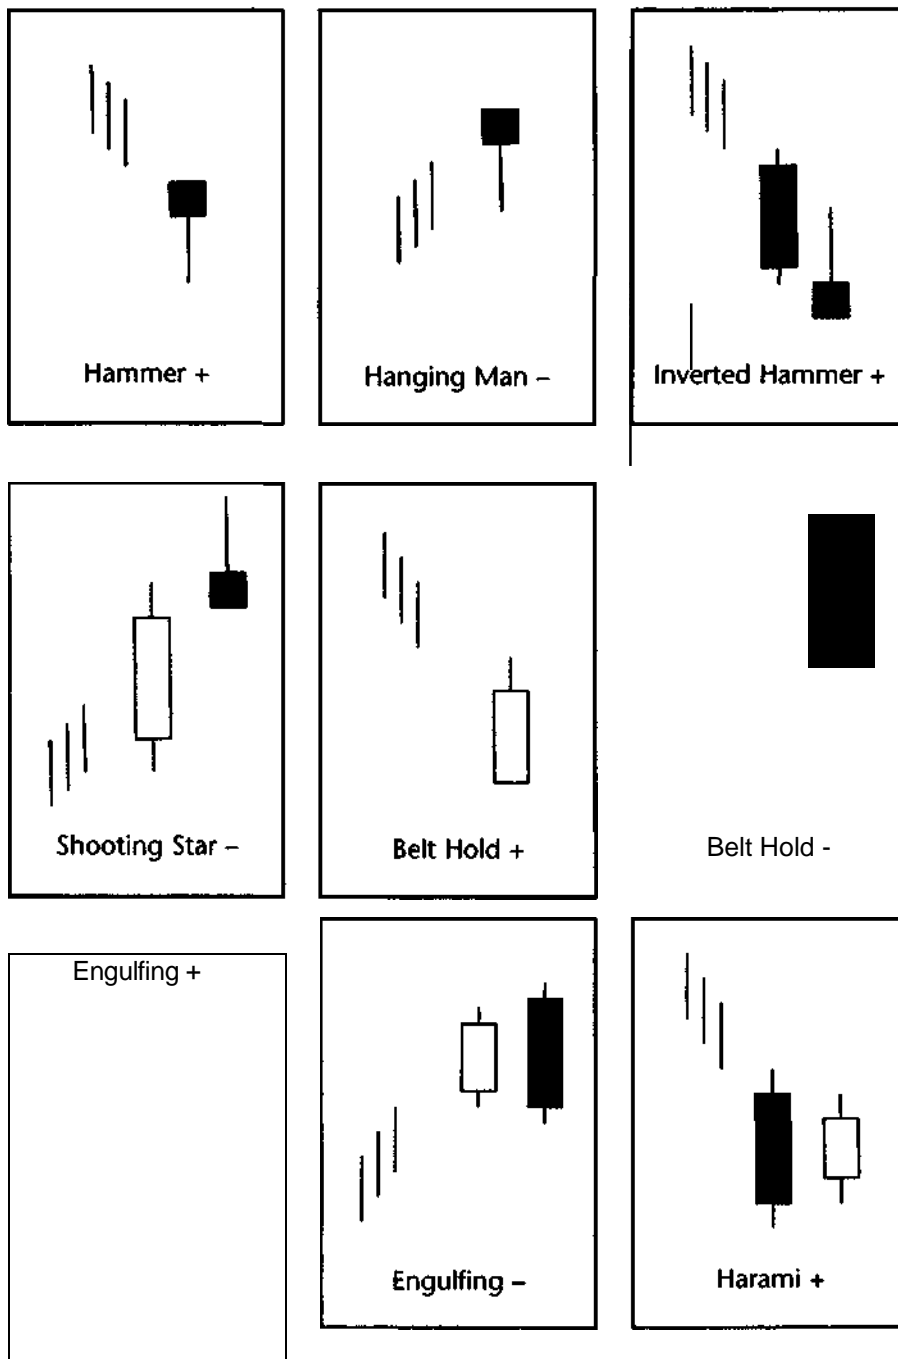 Hammer +
Hanging Man –
Inverted Hammer +
Shooting Star –
Belt Hold +
Belt Hold -
Engulfing +
Engulfing –
Harami +